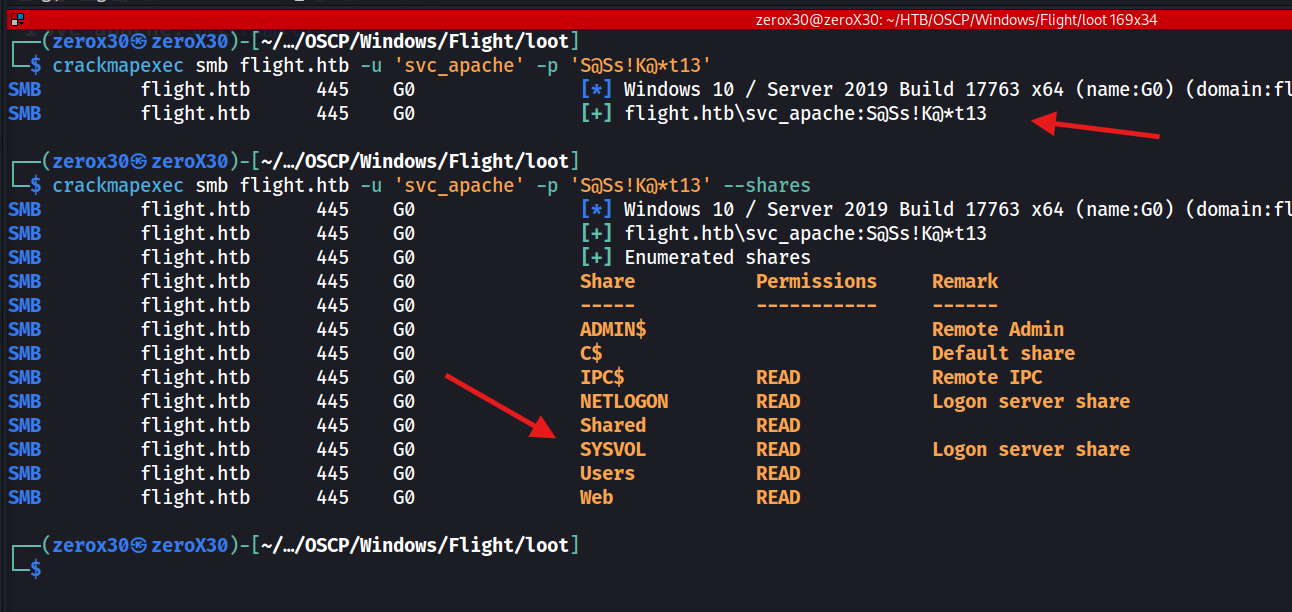 zerox30@zeroX30: ~/HTB/OSCP/Windows/Flight/loot 169x34
┌──(zerox30㉿zeroX30)-[~/…/OSCP/Windows/Flight/loot]
└─$ crackmapexec smb flight.htb -u 'svc_apache' -p 'S@Ss!K@*t13'
SMB flight.htb 445 G0 [*] Windows 10 / Server 2019 Build 17763 x64 (name:G0) (domain:fl
SMB flight.htb 445 G0 [+] flight.htb\svc_apache:S@Ss!K@*t13
┌──(zerox30㉿zeroX30)-[~/…/OSCP/Windows/Flight/loot]
└─$ crackmapexec smb flight.htb -u 'svc_apache' -p 'S@Ss!K@*t13' --shares
SMB flight.htb 445 G0 [*] Windows 10 / Server 2019 Build 17763 x64 (name:G0) (domain:fl
SMB flight.htb 445 G0 [+] flight.htb\svc_apache:S@Ss!K@*t13
SMB flight.htb 445 G0 [+] Enumerated shares
SMB flight.htb 445 G0 Share Permissions Remark
SMB flight.htb 445 G0 ----- ----------- ------
SMB flight.htb 445 G0 ADMIN$ Remote Admin
SMB flight.htb 445 G0 C$ Default share
SMB flight.htb 445 G0 IPC$ READ Remote IPC
SMB flight.htb 445 G0 NETLOGON READ Logon server share
SMB flight.htb 445 G0 Shared READ
SMB flight.htb 445 G0 SYSVOL READ Logon server share
SMB flight.htb 445 G0 Users READ
SMB flight.htb 445 G0 Web READ
┌──(zerox30㉿zeroX30)-[~/…/OSCP/Windows/Flight/loot]
└─$